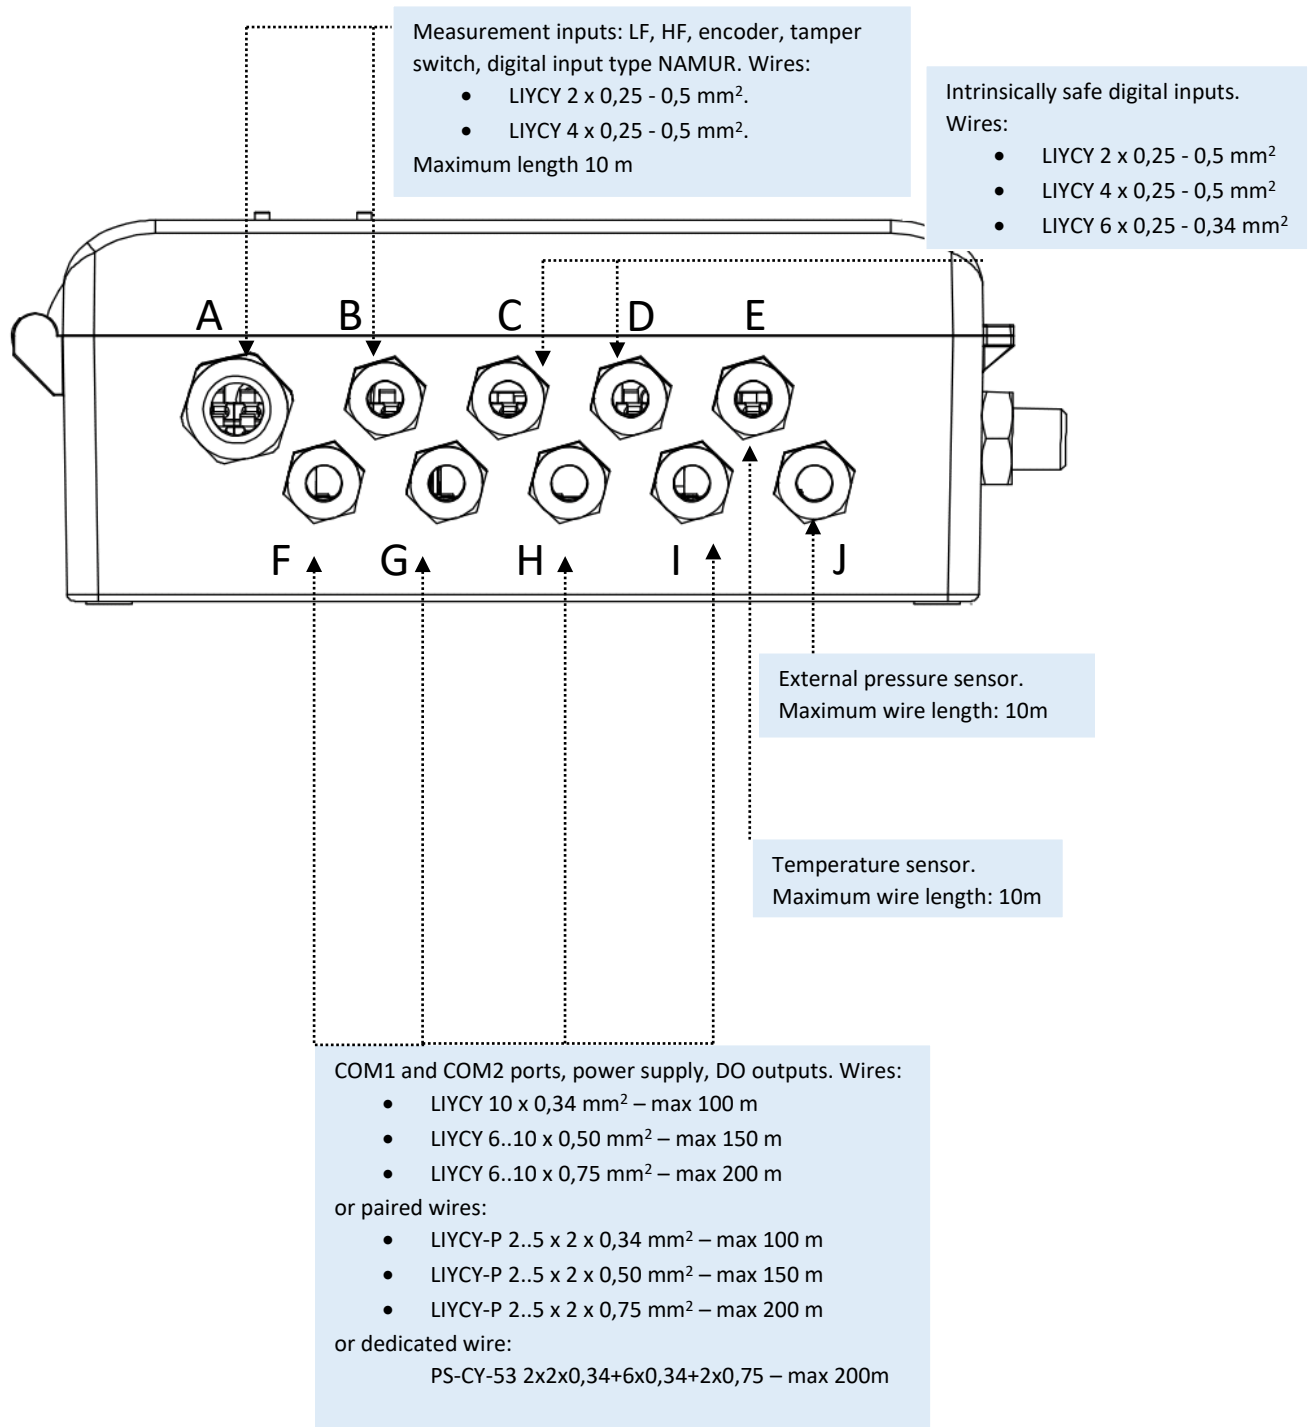 Measurement inputs: LF, HF, encoder, tamper
switch, digital input type NAMUR. Wires:
• LIYCY 2 x 0,25 - 0,5 mm².
• LIYCY 4 x 0,25 - 0,5 mm².
Maximum length 10 m
Intrinsically safe digital inputs.
Wires:
• LIYCY 2 x 0,25 - 0,5 mm²
• LIYCY 4 x 0,25 - 0,5 mm²
• LIYCY 6 x 0,25 - 0,34 mm²
A B C D E
F G H I J
External pressure sensor.
Maximum wire length: 10m
Temperature sensor.
Maximum wire length: 10m
COM1 and COM2 ports, power supply, DO outputs. Wires:
• LIYCY 10 x 0,34 mm² – max 100 m
• LIYCY 6..10 x 0,50 mm² – max 150 m
• LIYCY 6..10 x 0,75 mm² – max 200 m
or paired wires:
• LIYCY-P 2..5 x 2 x 0,34 mm² – max 100 m
• LIYCY-P 2..5 x 2 x 0,50 mm² – max 150 m
• LIYCY-P 2..5 x 2 x 0,75 mm² – max 200 m
or dedicated wire:
PS-CY-53 2x2x0,34+6x0,34+2x0,75 – max 200m